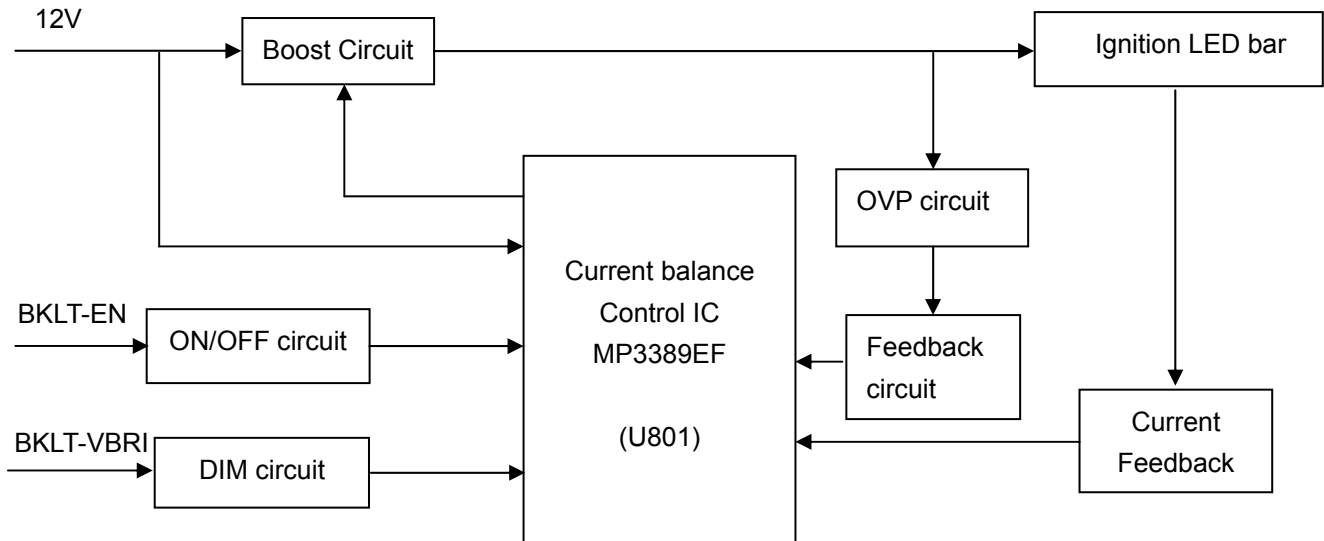 12V
Boost Circuit
Ignition LED bar
OVP circuit
Current balance
Control IC
MP3389EF
(U801)
BKLT-EN
ON/OFF circuit
Feedback
circuit
BKLT-VBRI
DIM circuit
Current
Feedback